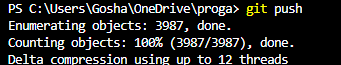 PS C:\Users\Gosha\OneDrive\proga> git push
Enumerating objects: 3987, done.
Counting objects: 100% (3987/3987), done.
Delta compression using up to 12 threads